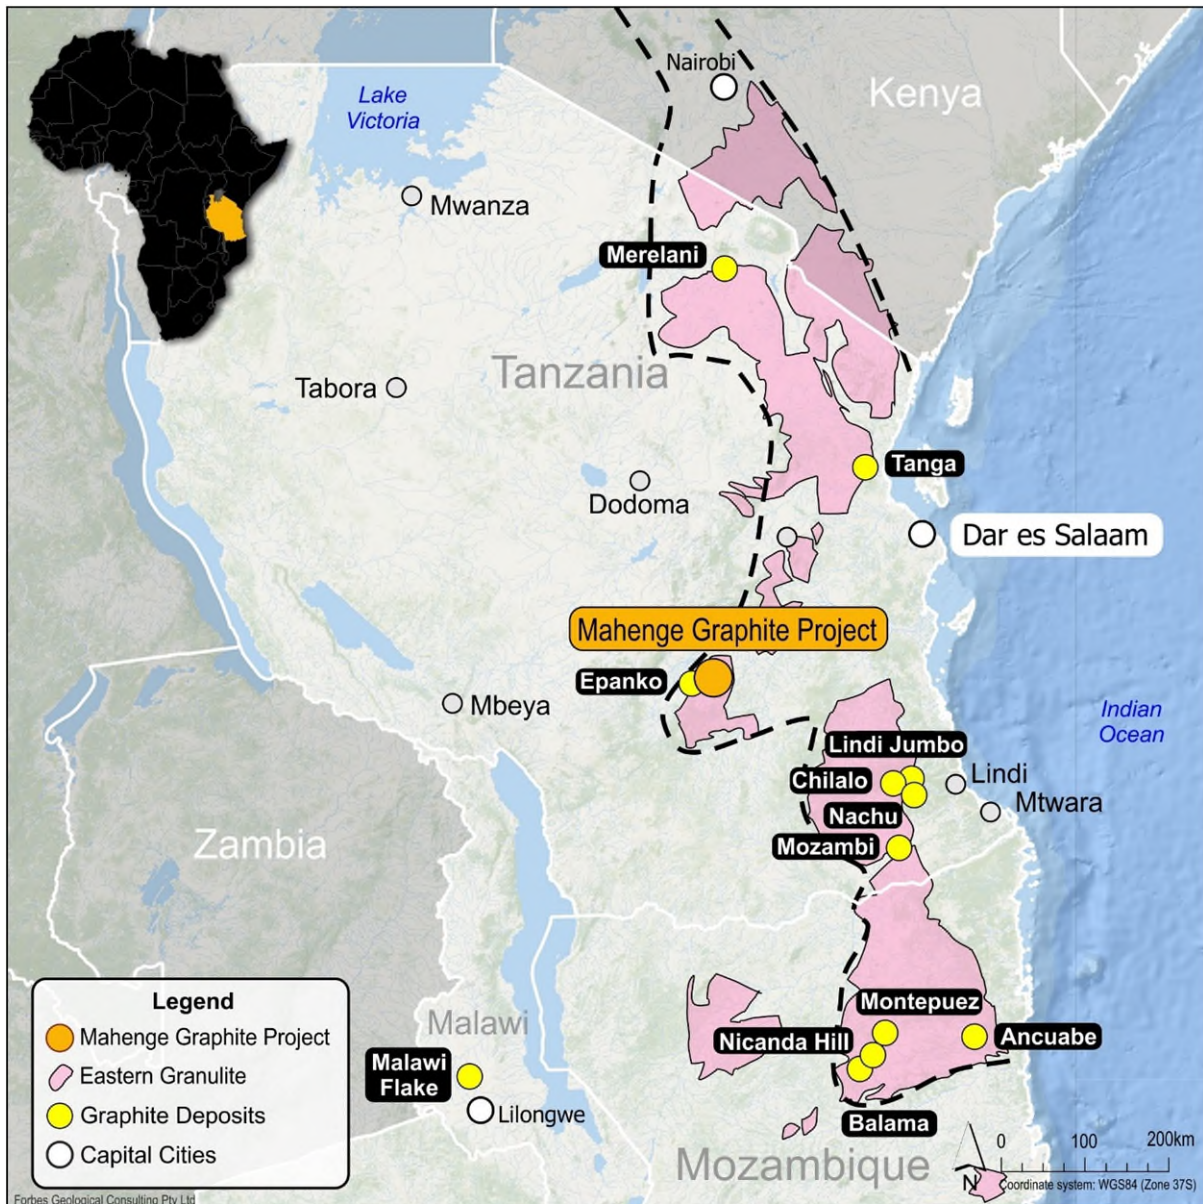 Nairobi
Kenya
Lake
Victoria
Mwanza
Merelani
Tanzania
Tabora
Tanga
Dodoma
Dar es Salaam
Mahenge Graphite Project
Epanko
Mbeya
Indian
Ocean
Lindi Jumbo
Chilalo
Lindi
Mtwara
Nachu
Mozambi
Zambia
Montepuez
Nicanda Hill
Ancuabe
Malawi
Malawi
Flake
Lilongwe
Balama
Mozambique
Legend
Mahenge Graphite Project
Eastern Granulite
Graphite Deposits
Capital Cities
0 100 200km
N
Coordinate system: WGS84 (Zone 37S)
Forbes Geological Consulting Pty Ltd